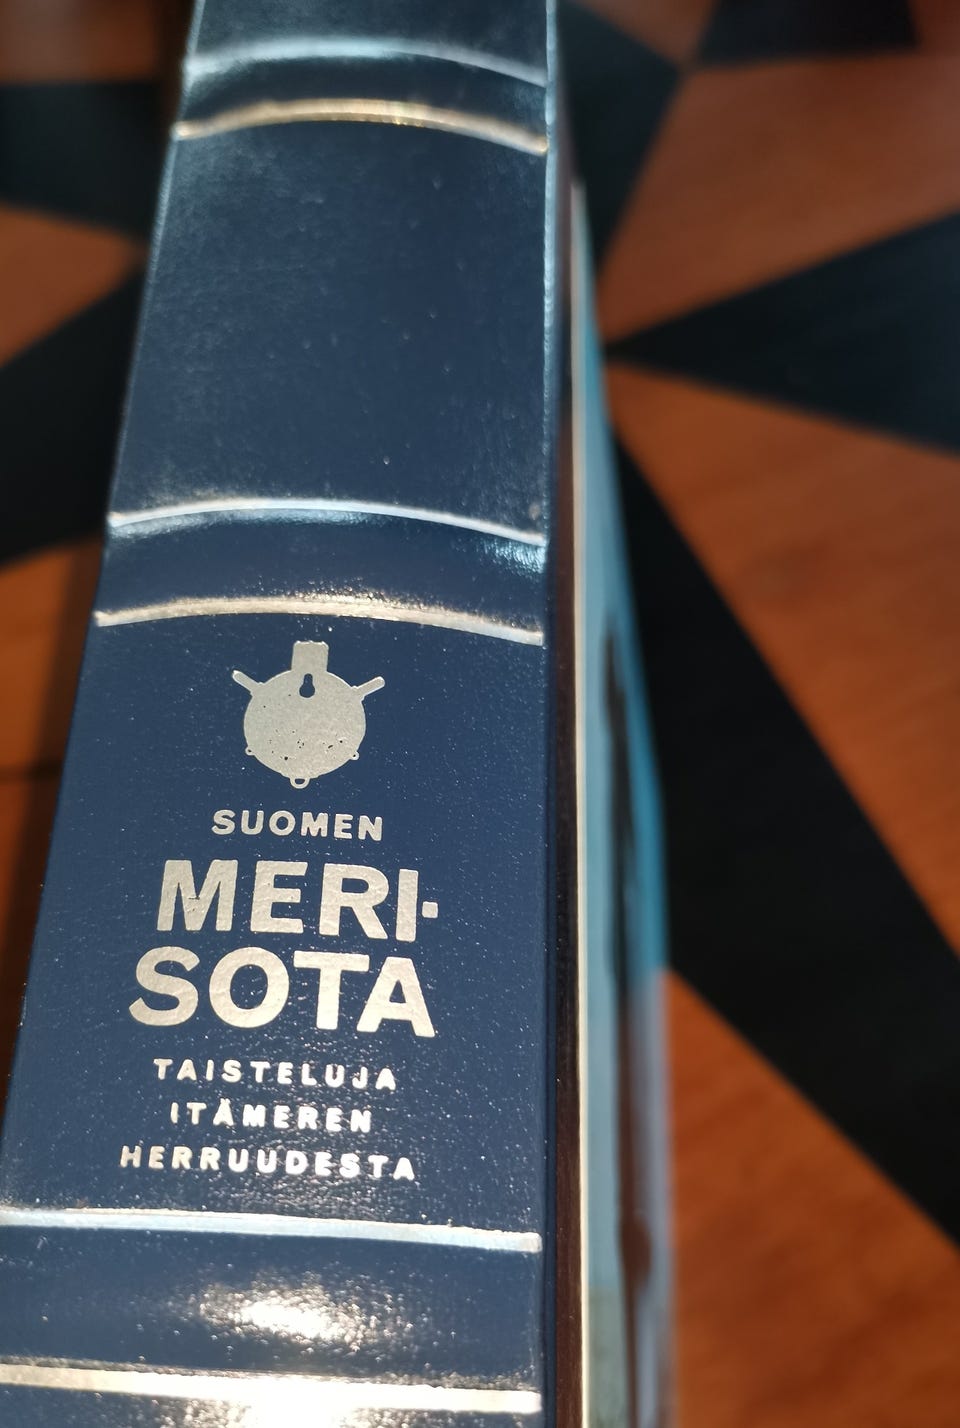 SUOMEN
MERI-
SOTA
TAISTELUJA
ITÄMEREN
HERRUUDESTA